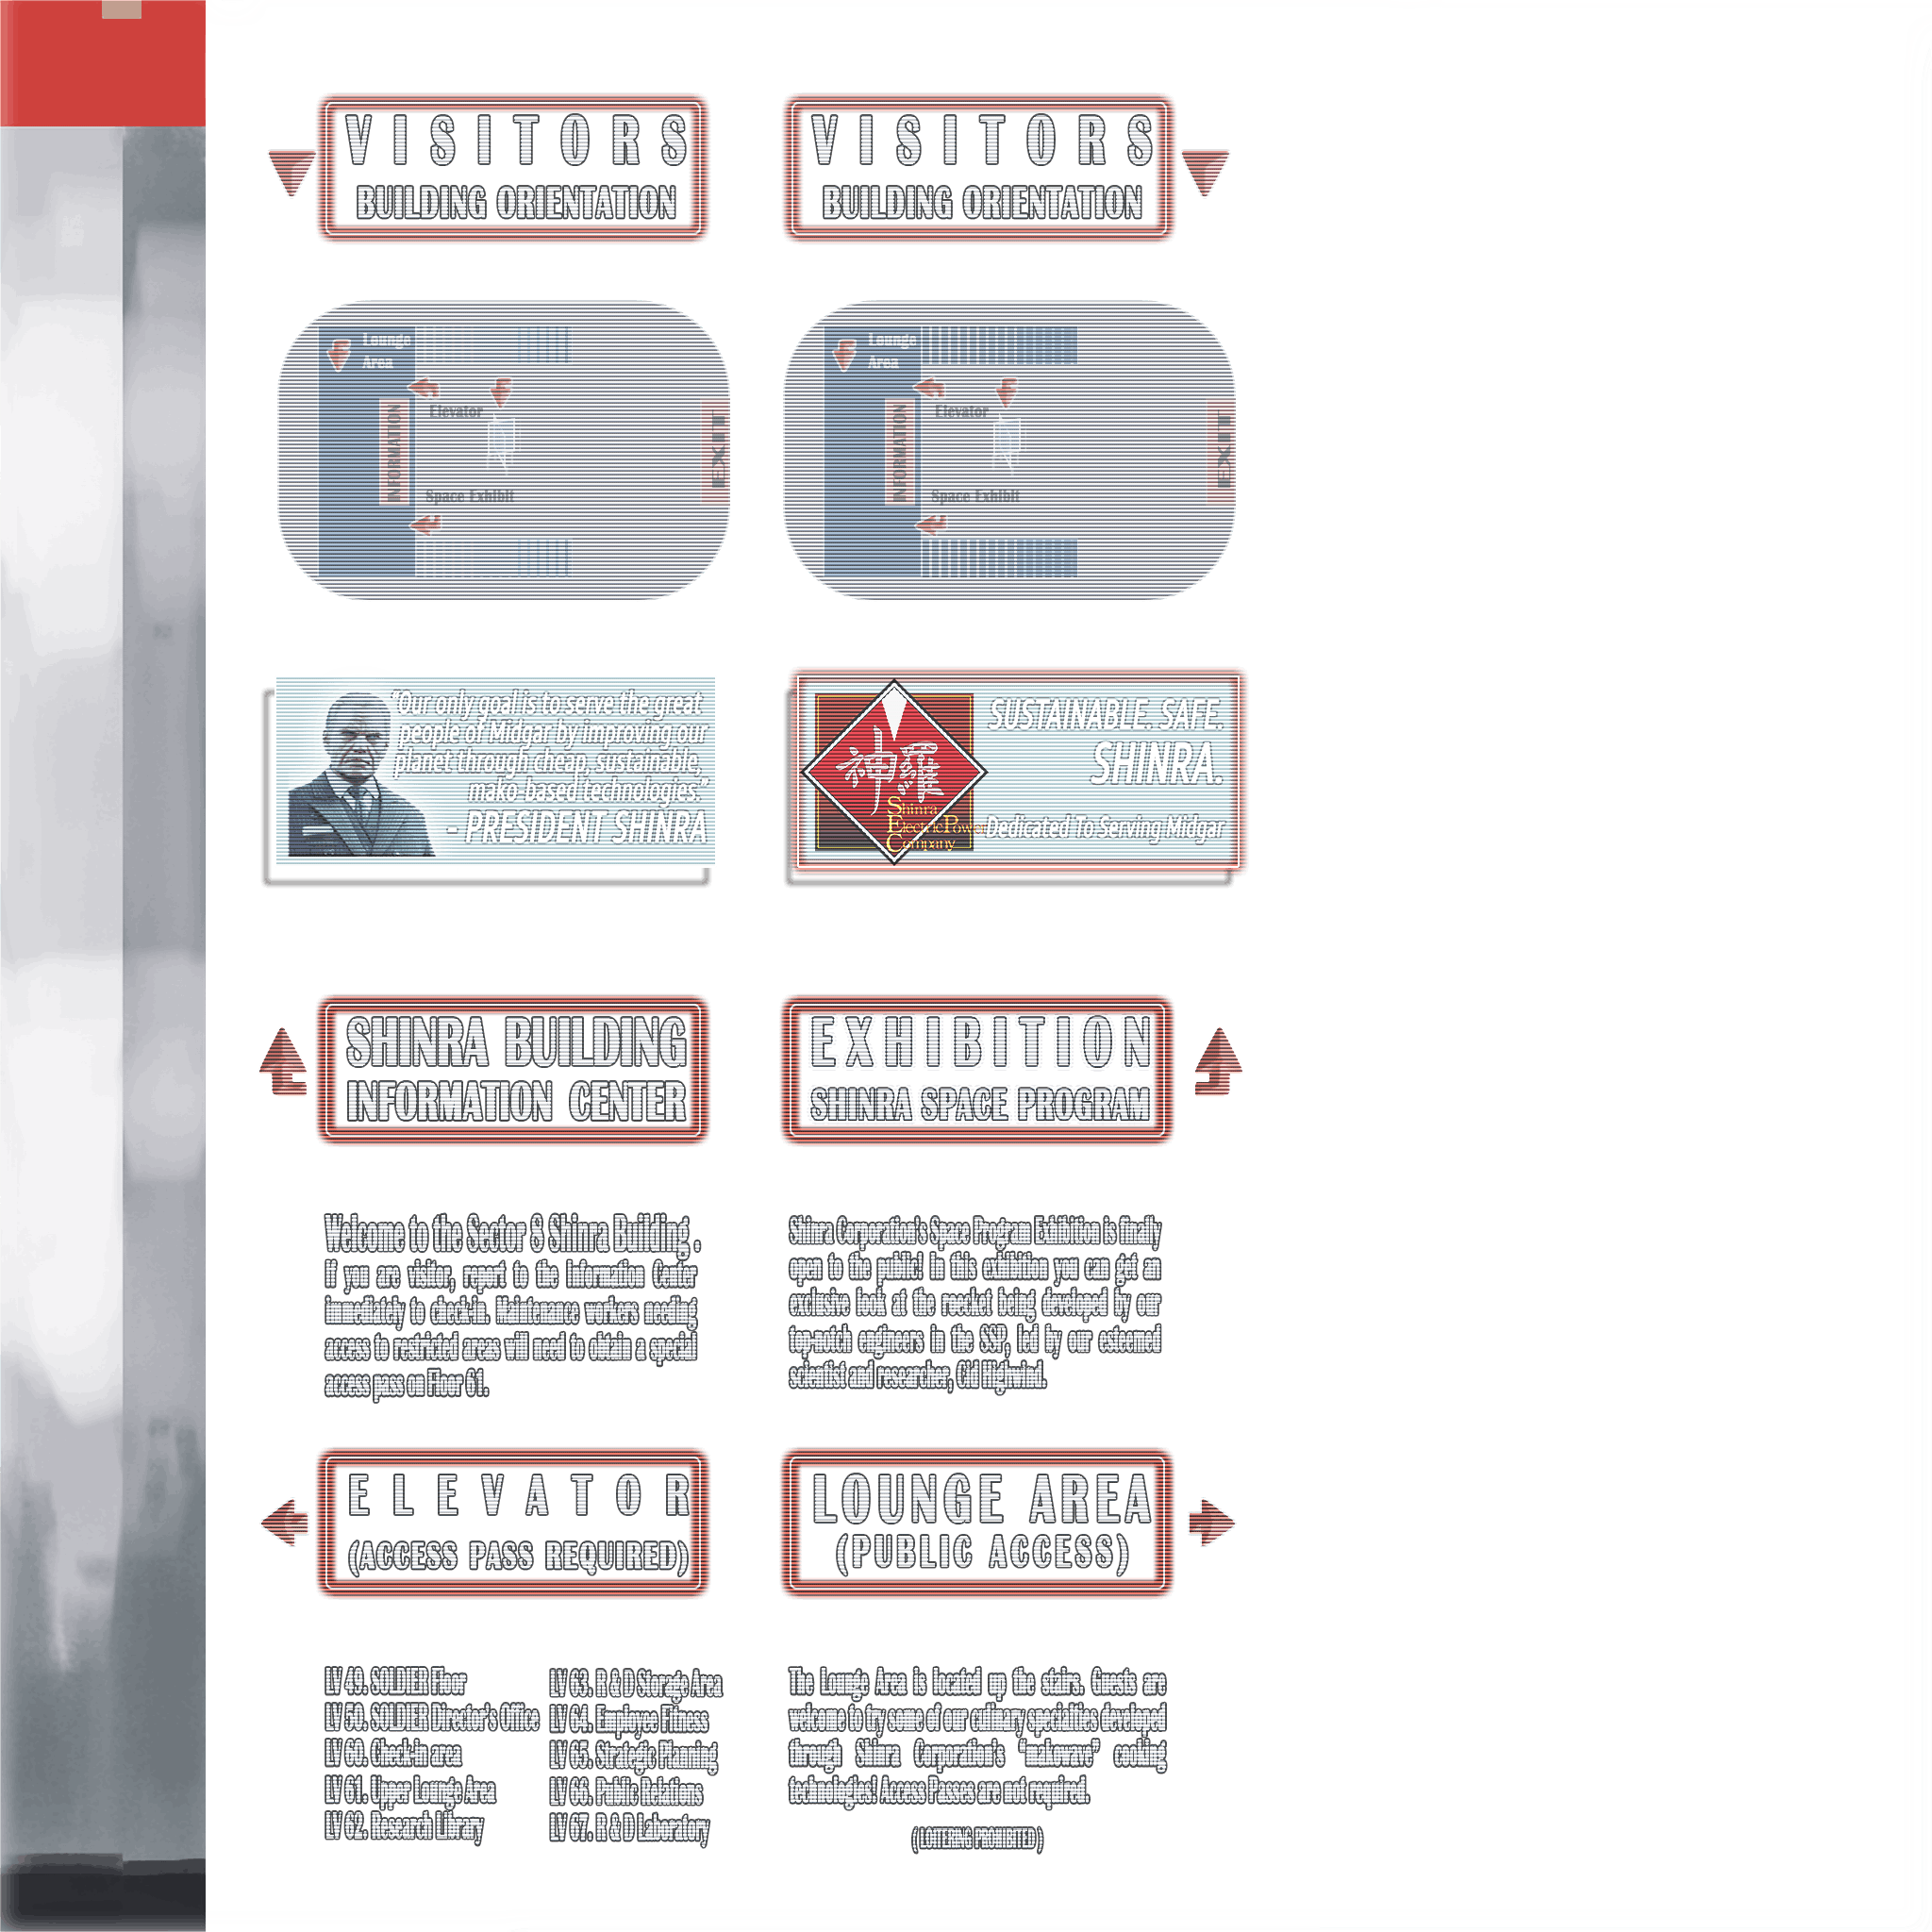 VISITORS
BUILDING ORIENTATION
VISITORS
BUILDING ORIENTATION
Lounge
Area
Elevator
INFORMATION
EXIT
Space Exhibit
Lounge
Area
Elevator
INFORMATION
EXIT
Space Exhibit
"Our only goal is to serve the great
people of Midgar by improving our
planet through cheap, sustainable,
mako-based technologies."
- PRESIDENT SHINRA
SUSTAINABLE. SAFE.
SHINRA.
神羅
Shinra
Electric Power
Company
Dedicated To Serving Midgar
SHINRA BUILDING
INFORMATION CENTER
EXHIBITION
SHINRA SPACE PROGRAM
Welcome to the Sector 8 Shinra Building .
If you are visitor, report to the Information Center
immediately to check-in. Maintenance workers needing
access to restricted areas will need to obtain a special
access pass on Floor 61.
Shinra Corporation's Space Program Exhibition is finally
open to the public! In this exhibition you can get an
exclusive look at the roecket being developed by our
top-notch engineers in the SSP, led by our esteemed
scientist and researcher, Cid Highwind.
ELEVATOR
(ACCESS PASS REQUIRED)
LOUNGE AREA
(PUBLIC ACCESS)
LV 49. SOLDIER Floor
LV 50. SOLDIER Director's Office
LV 60. Check-in area
LV 61. Upper Lounge Area
LV 62. Research Library
LV 63. R & D Storage Area
LV 64. Employee Fitness
LV 65. Strategic Planning
LV 66. Public Relations
LV 67. R & D Laboratory
The Lounge Area is located up the stairs. Guests are
welcome to try some of our culinary specialties developed
through Shinra Corporation's "makowave" cooking
technologies! Access Passes are not required.
( LOITERING PROHIBITED )